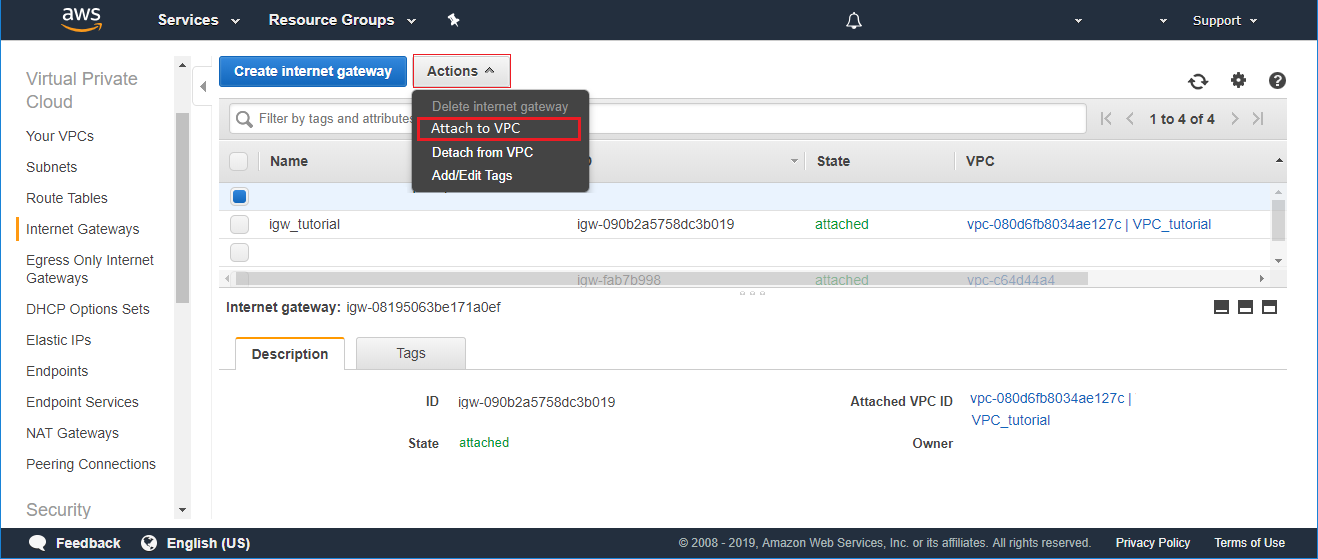 aws Services Resource Groups Support
Virtual Private
Cloud
Your VPCs
Subnets
Route Tables
Internet Gateways
Egress Only Internet
Gateways
DHCP Options Sets
Elastic IPs
Endpoints
Endpoint Services
NAT Gateways
Peering Connections
Security
Create internet gateway Actions
Delete internet gateway
Attach to VPC
Detach from VPC
Add/Edit Tags
Filter by tags and attributes
1 to 4 of 4
Name State VPC
igw_tutorial igw-090b2a5758dc3b019 attached vpc-080d6fb8034ae127c | VPC_tutorial
igw-fab7b998 attached vpc-c64d44a4
Internet gateway: igw-08195063be171a0ef
Description Tags
ID igw-090b2a5758dc3b019 Attached VPC ID vpc-080d6fb8034ae127c |
VPC_tutorial
State attached Owner
Feedback English (US) © 2008 - 2019, Amazon Web Services, Inc. or its affiliates. All rights reserved. Privacy Policy Terms of Use